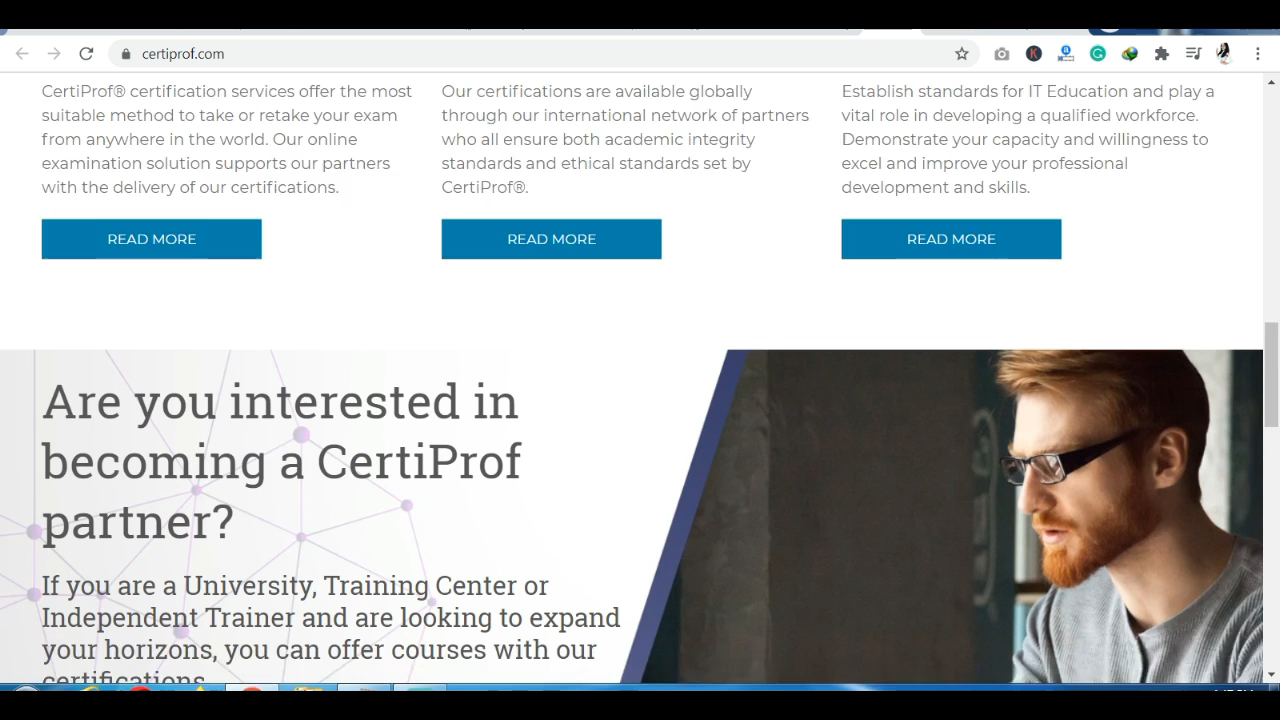 certiprof.com
CertiProf® certification services offer the most
suitable method to take or retake your exam
from anywhere in the world. Our online
examination solution supports our partners
with the delivery of our certifications.
READ MORE
Our certifications are available globally
through our international network of partners
who all ensure both academic integrity
standards and ethical standards set by
CertiProf®.
READ MORE
Establish standards for IT Education and play a
vital role in developing a qualified workforce.
Demonstrate your capacity and willingness to
excel and improve your professional
development and skills.
READ MORE
Are you interested in
becoming a CertiProf
partner?
If you are a University, Training Center or
Independent Trainer and are looking to expand
your horizons, you can offer courses with our
certifications